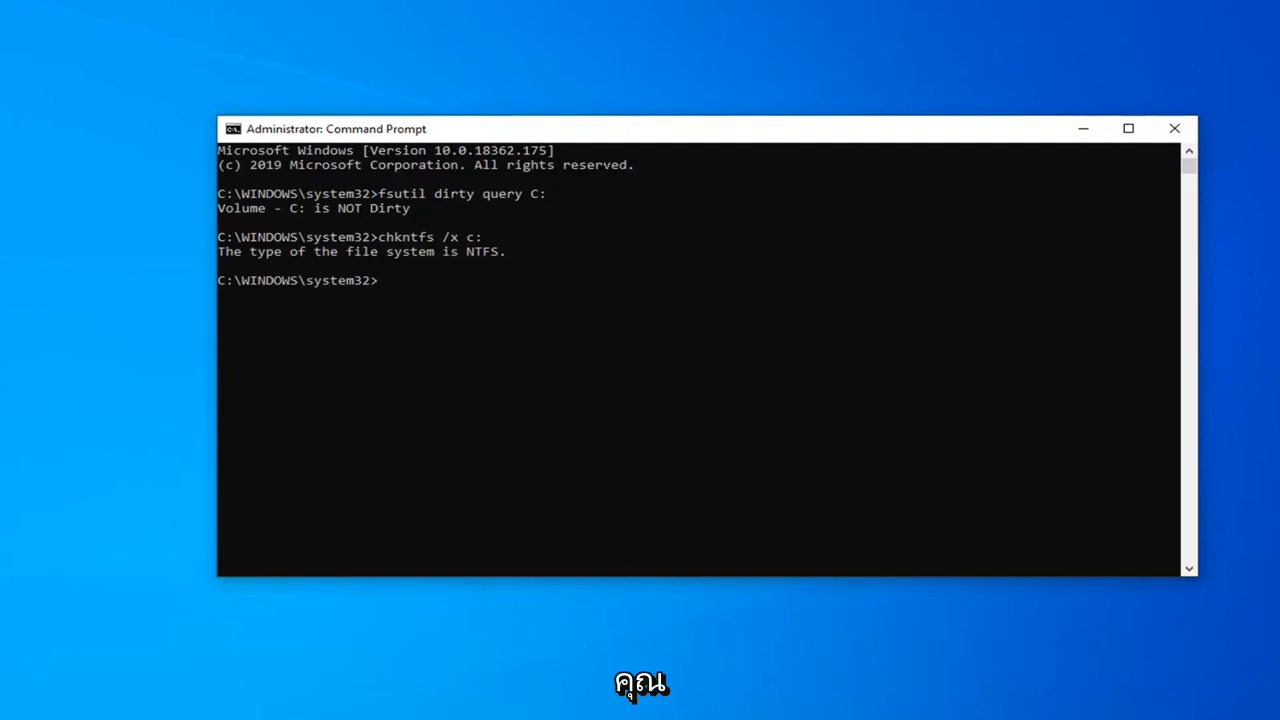 Administrator: Command Prompt
Microsoft Windows [Version 10.0.18362.175]
(c) 2019 Microsoft Corporation. All rights reserved.
C:\WINDOWS\system32>fsutil dirty query C:
Volume - C: is NOT Dirty
C:\WINDOWS\system32>chkntfs /x c:
The type of the file system is NTFS.
C:\WINDOWS\system32>
คุณ